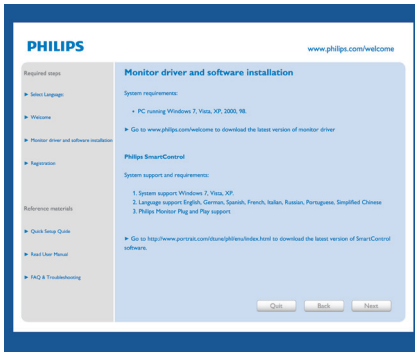 PHILIPS
www.philips.com/welcome
Required steps
Select Language:
Welcome
Monitor driver and software installation
Registration
Reference materials
Quick Setup Guide
Read User Manual
FAQ & Troubleshooting
Monitor driver and software installation
System requirements:
• PC running Windows 7, Vista, XP, 2000, 98.
Go to www.philips.com/welcome to download the latest version of monitor driver
Philips SmartControl
System support and requirements:
1. System support Windows 7, Vista, XP.
2. Language support English, German, Spanish, French, Italian, Russian, Portuguese, Simplified Chinese
3. Philips Monitor Plug and Play support
Go to http://www.portrait.com/dtune/phl/enu/index.html to download the latest version of SmartControl
software.
Quit Back Next